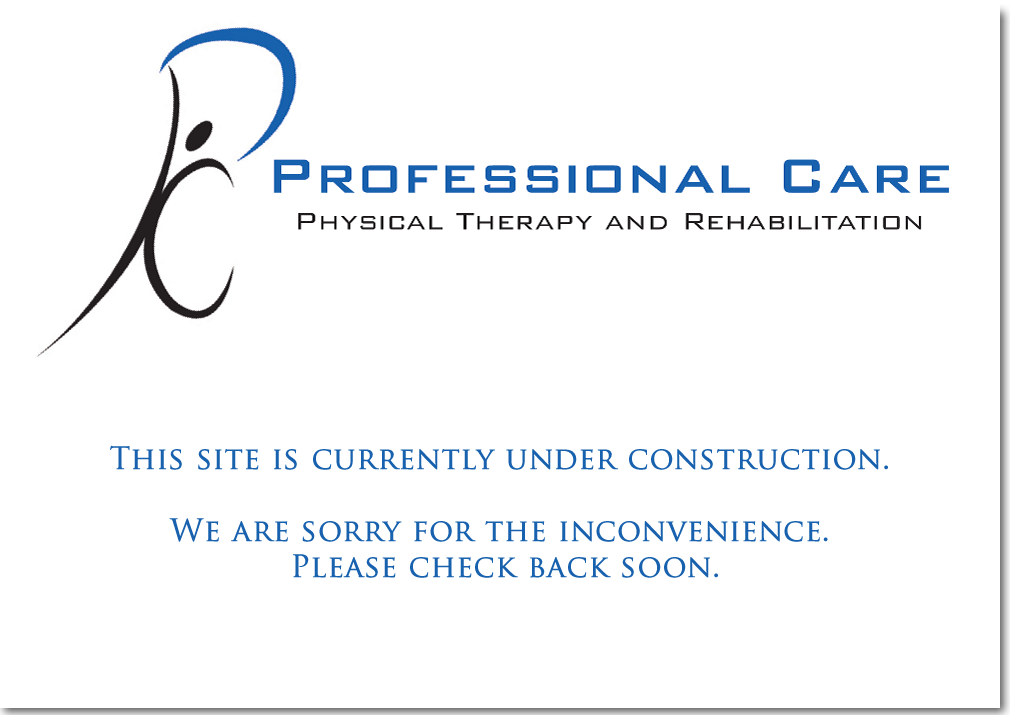 Professional Care
Physical Therapy and Rehabilitation
This site is currently under construction.
We are sorry for the inconvenience.
Please check back soon.